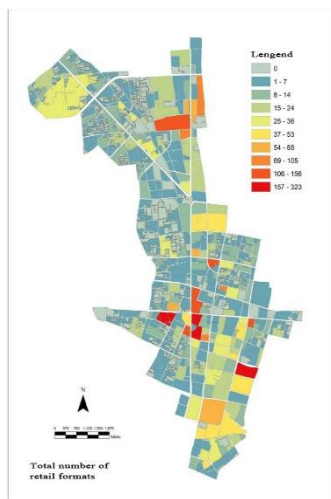 Lengend
0
1 - 7
8 - 14
15 - 24
25 - 36
37 - 53
54 - 68
69 - 105
106 - 156
157 - 323
N
Total number of
retail formats